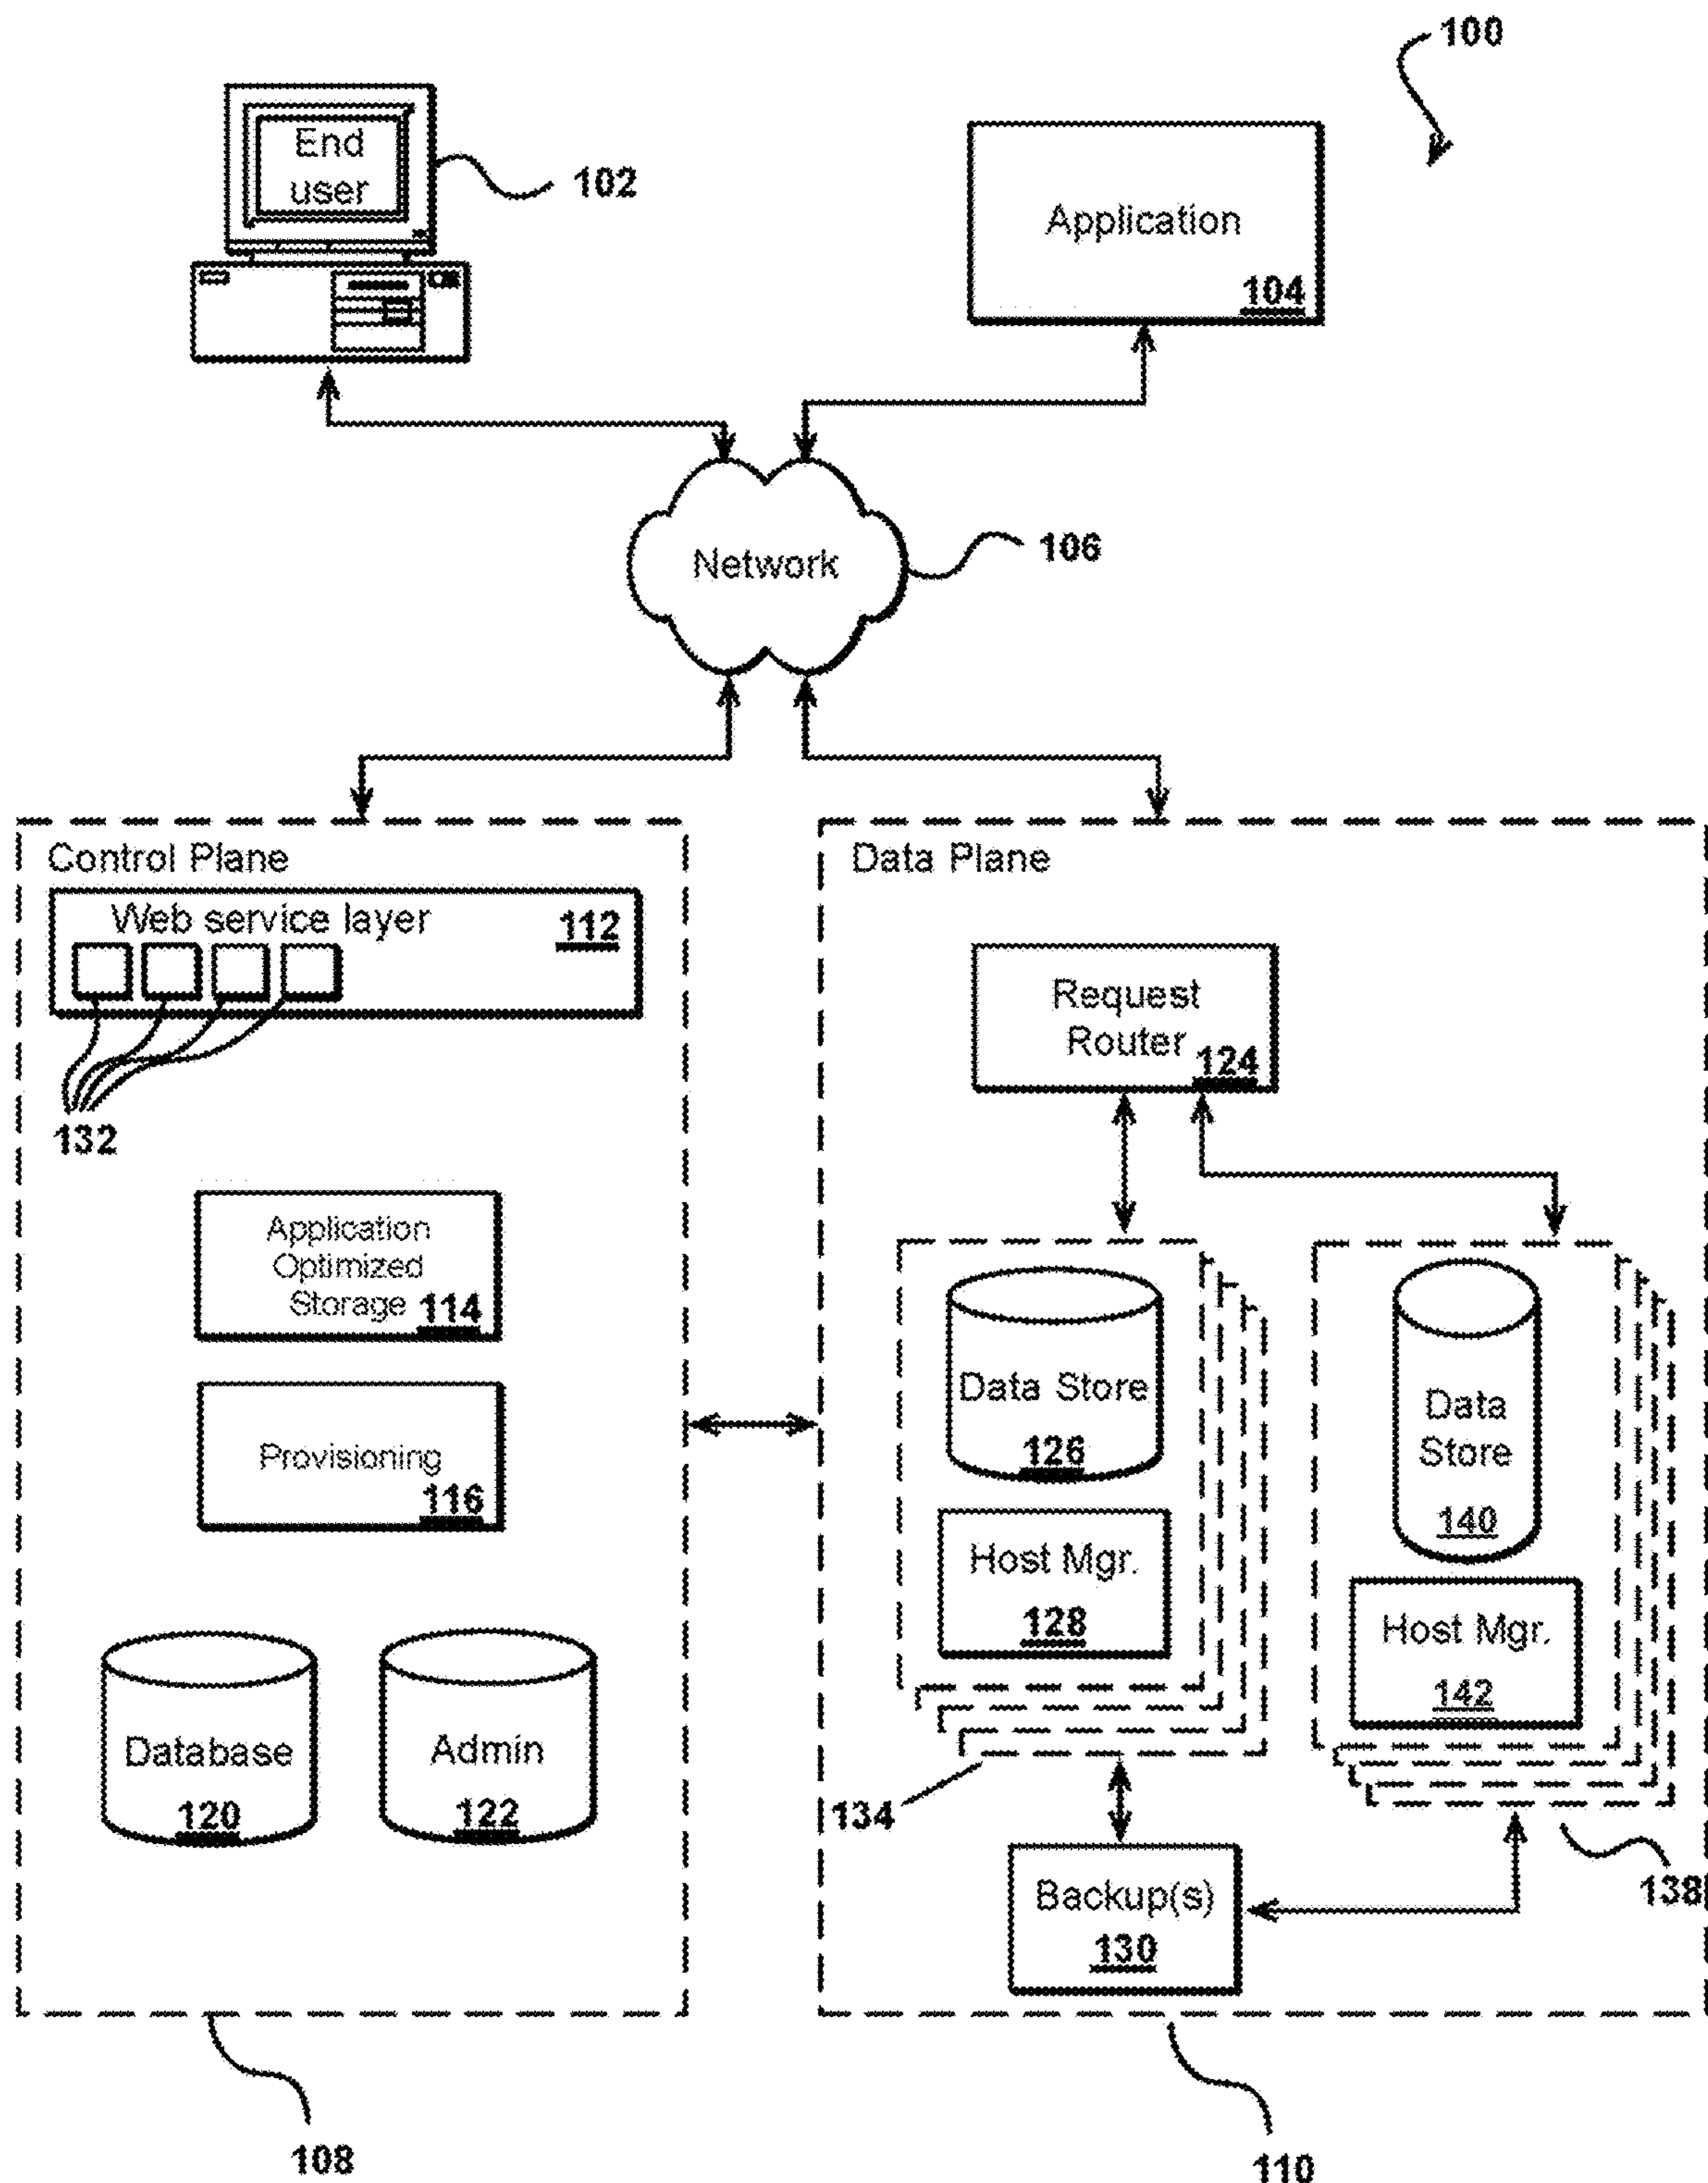 100
End
user
102
Application
104
Network
106
Control Plane
Web service layer
112
132
Application
Optimized
Storage
114
Provisioning
116
Database
120
Admin
122
108
Data Plane
Request
Router
124
Data Store
126
Host Mgr.
128
134
Data
Store
140
Host Mgr.
142
138
Backup(s)
130
110